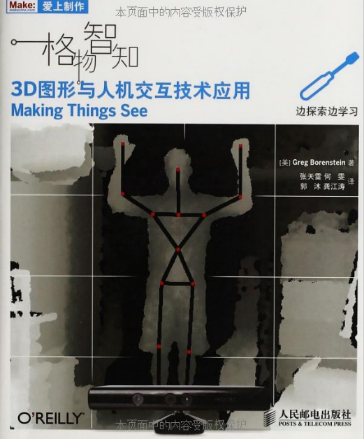 Make: 爱上制作
本页面中的内容受版权保护
格物智知
3D图形与人机交互技术应用
Making Things See
边探索边学习
[美] Greg Borenstein 著
张天雷 何 雯
郭 沐 龚江涛 译
O'REILLY
人民邮电出版社
POSTS & TELECOM PRESS
本页面中的内容受版权保护